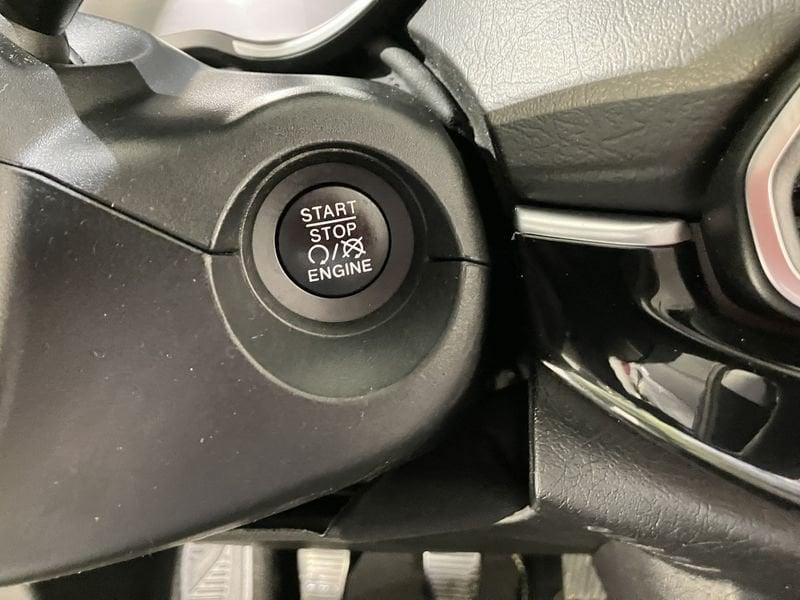 START
STOP
/
ENGINE